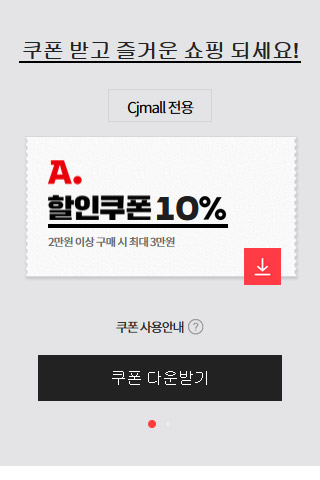 쿠폰 받고 즐거운 쇼핑 되세요!
Cjmall 전용
A.
할인쿠폰 10%
2만원 이상 구매 시 최대 3만원
쿠폰 사용안내 ?
쿠폰 다운받기